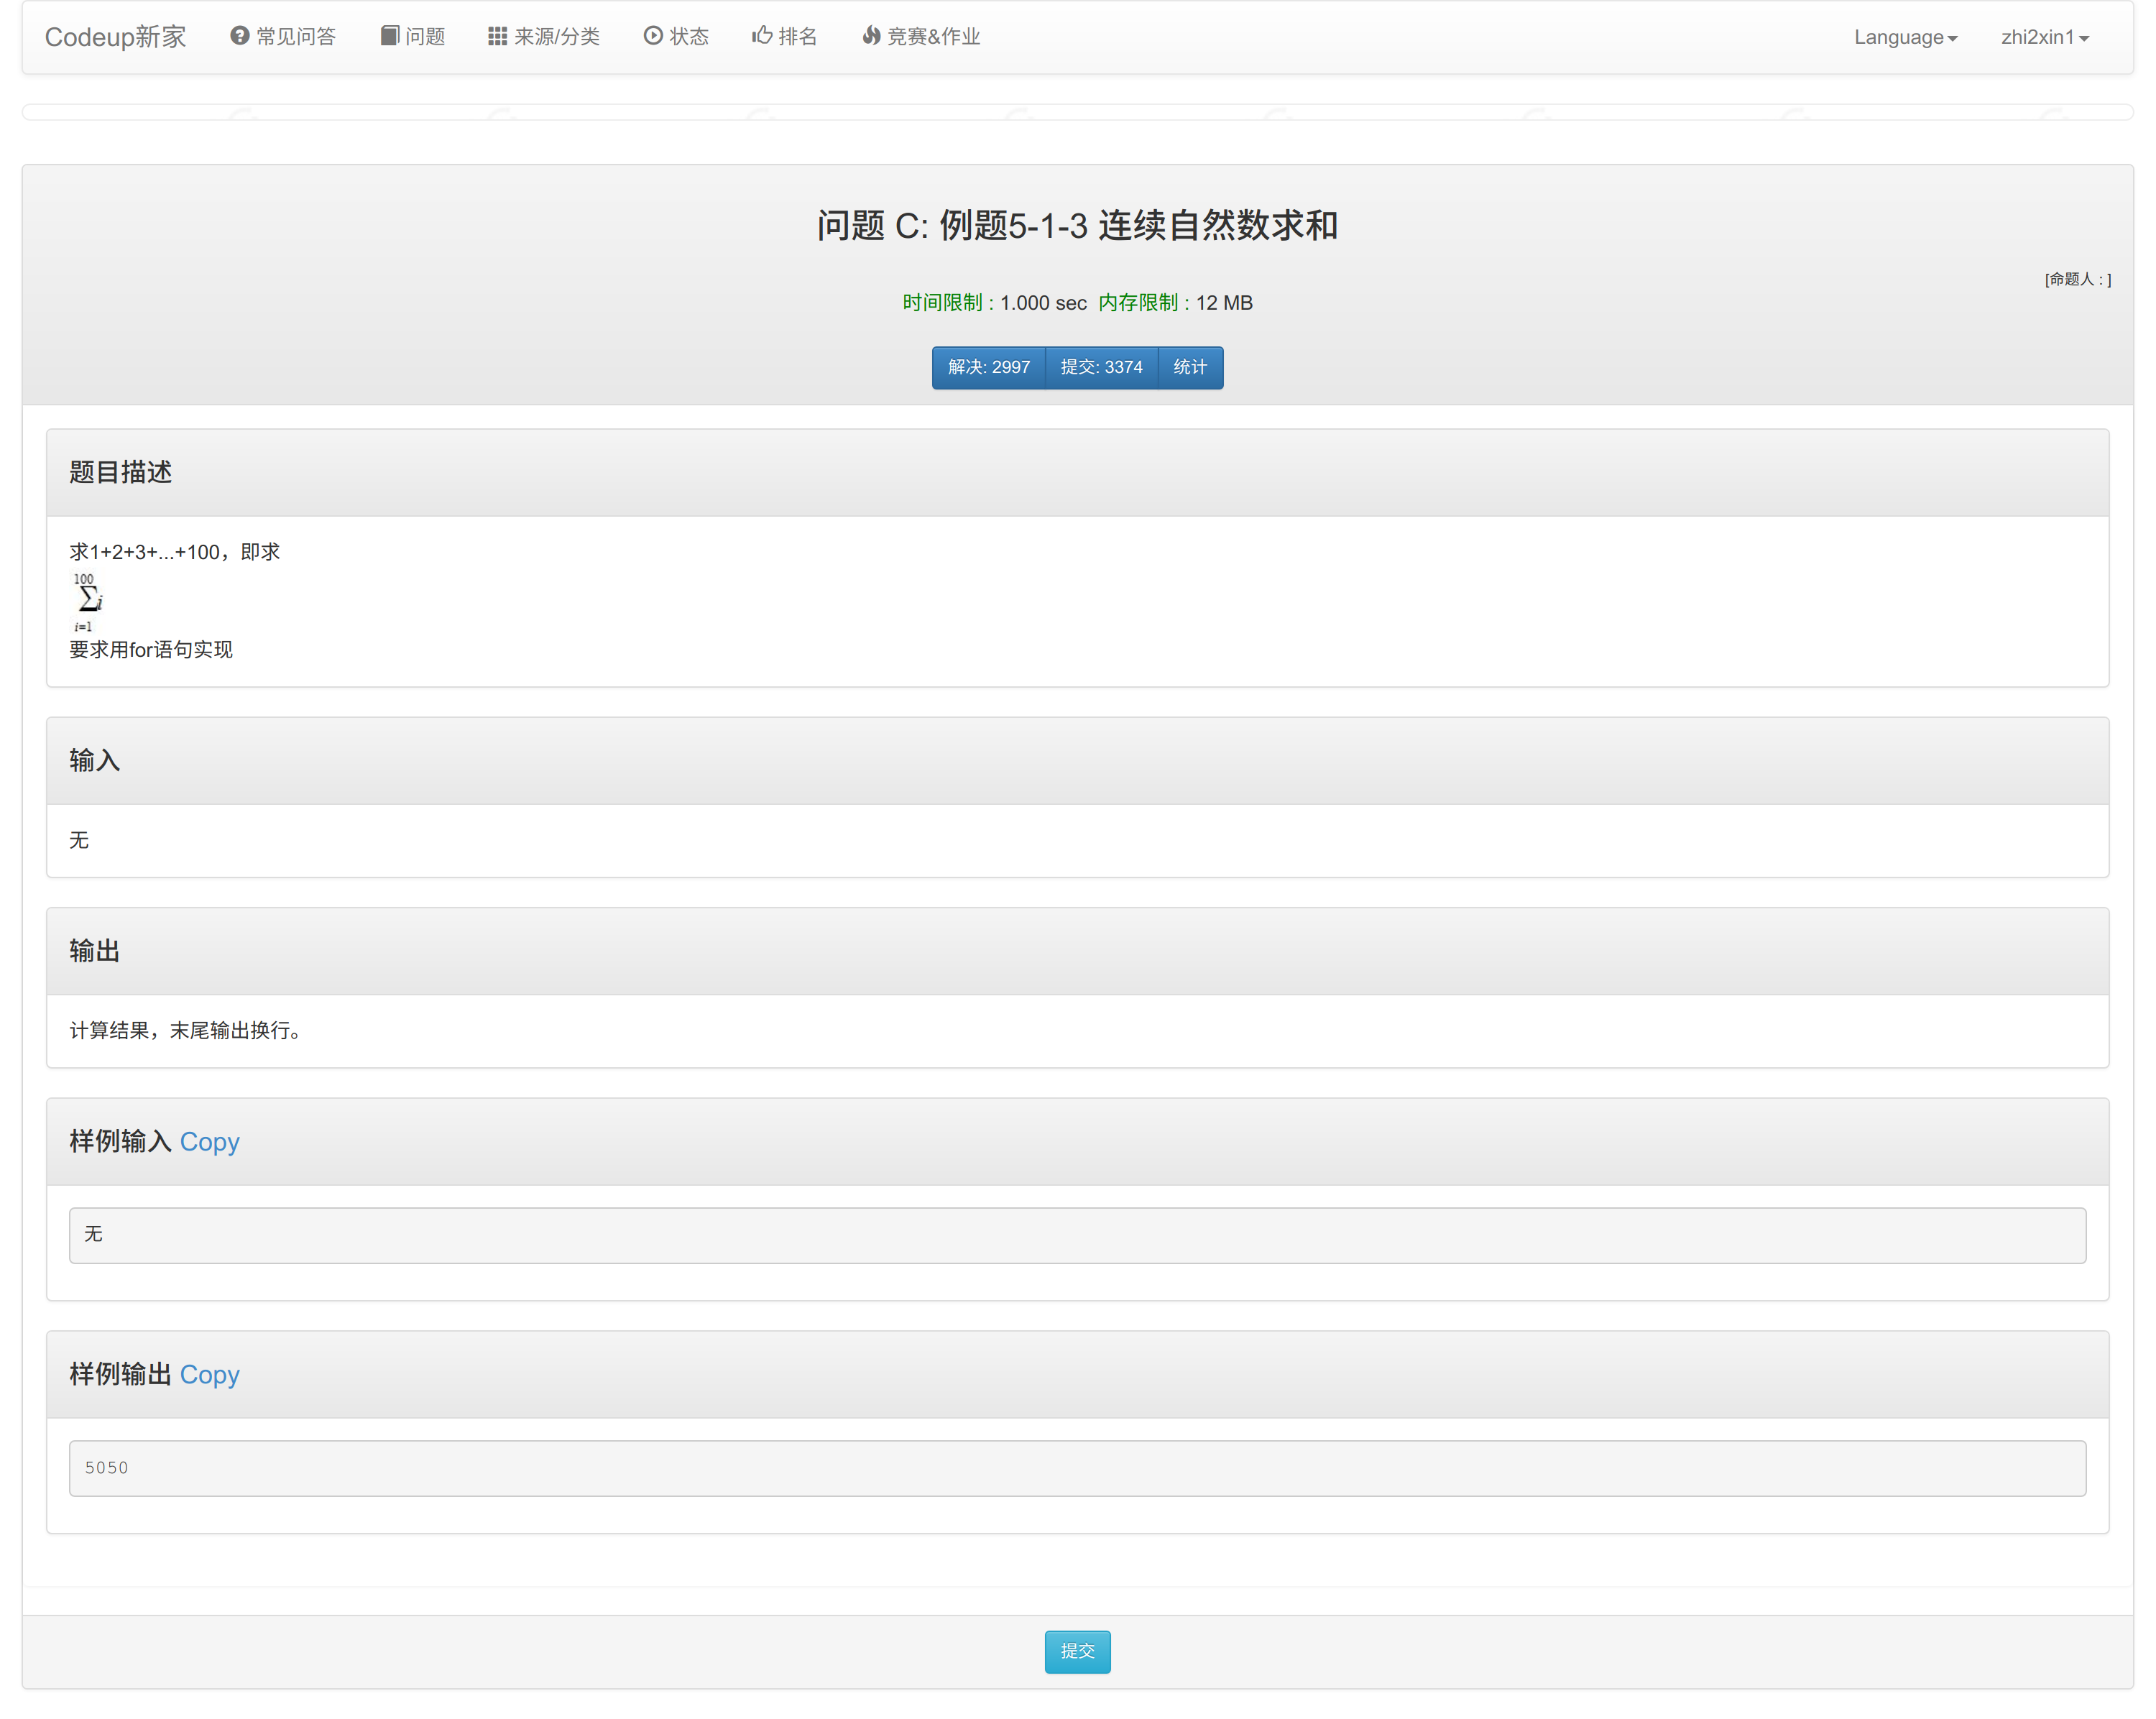 Codeup新家 常见问答 问题 来源/分类 状态 排名 竞赛&作业 Language zhi2xin1
问题 C: 例题5-1-3 连续自然数求和
[命题人 : ]
时间限制 : 1.000 sec 内存限制 : 12 MB
解决: 2997 提交: 3374 统计
题目描述
求1+2+3+...+100，即求
100
∑i
i=1
要求用for语句实现
输入
无
输出
计算结果，末尾输出换行。
样例输入 Copy
无
样例输出 Copy
5050
提交